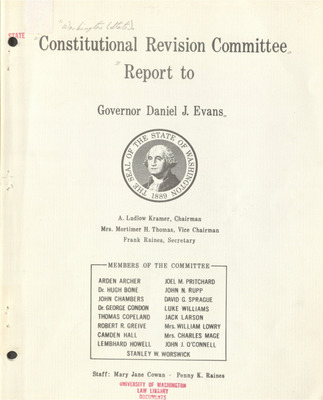 Washington (State).
STATE
Constitutional Revision Committee
Report to
Governor Daniel J. Evans
THE SEAL OF THE STATE OF WASHINGTON
1889
A. Ludlow Kramer, Chairman
Mrs. Mortimer H. Thomas, Vice Chairman
Frank Raines, Secretary
MEMBERS OF THE COMMITTEE
ARDEN ARCHER JOEL M. PRITCHARD
Dr. HUGH BONE JOHN N. RUPP
JOHN CHAMBERS DAVID G. SPRAGUE
Dr. GEORGE CONDON LUKE WILLIAMS
THOMAS COPELAND JACK LARSON
ROBERT R. GREIVE Mrs. WILLIAM LOWRY
CAMDEN HALL Mrs. CHARLES MAGE
LEMBHARD HOWELL JOHN J. O'CONNELL
STANLEY W. WORSWICK
Staff: Mary Jane Cowan - Penny K. Raines
UNIVERSITY OF WASHINGTON
LAW LIBRARY
DOCUMENTS